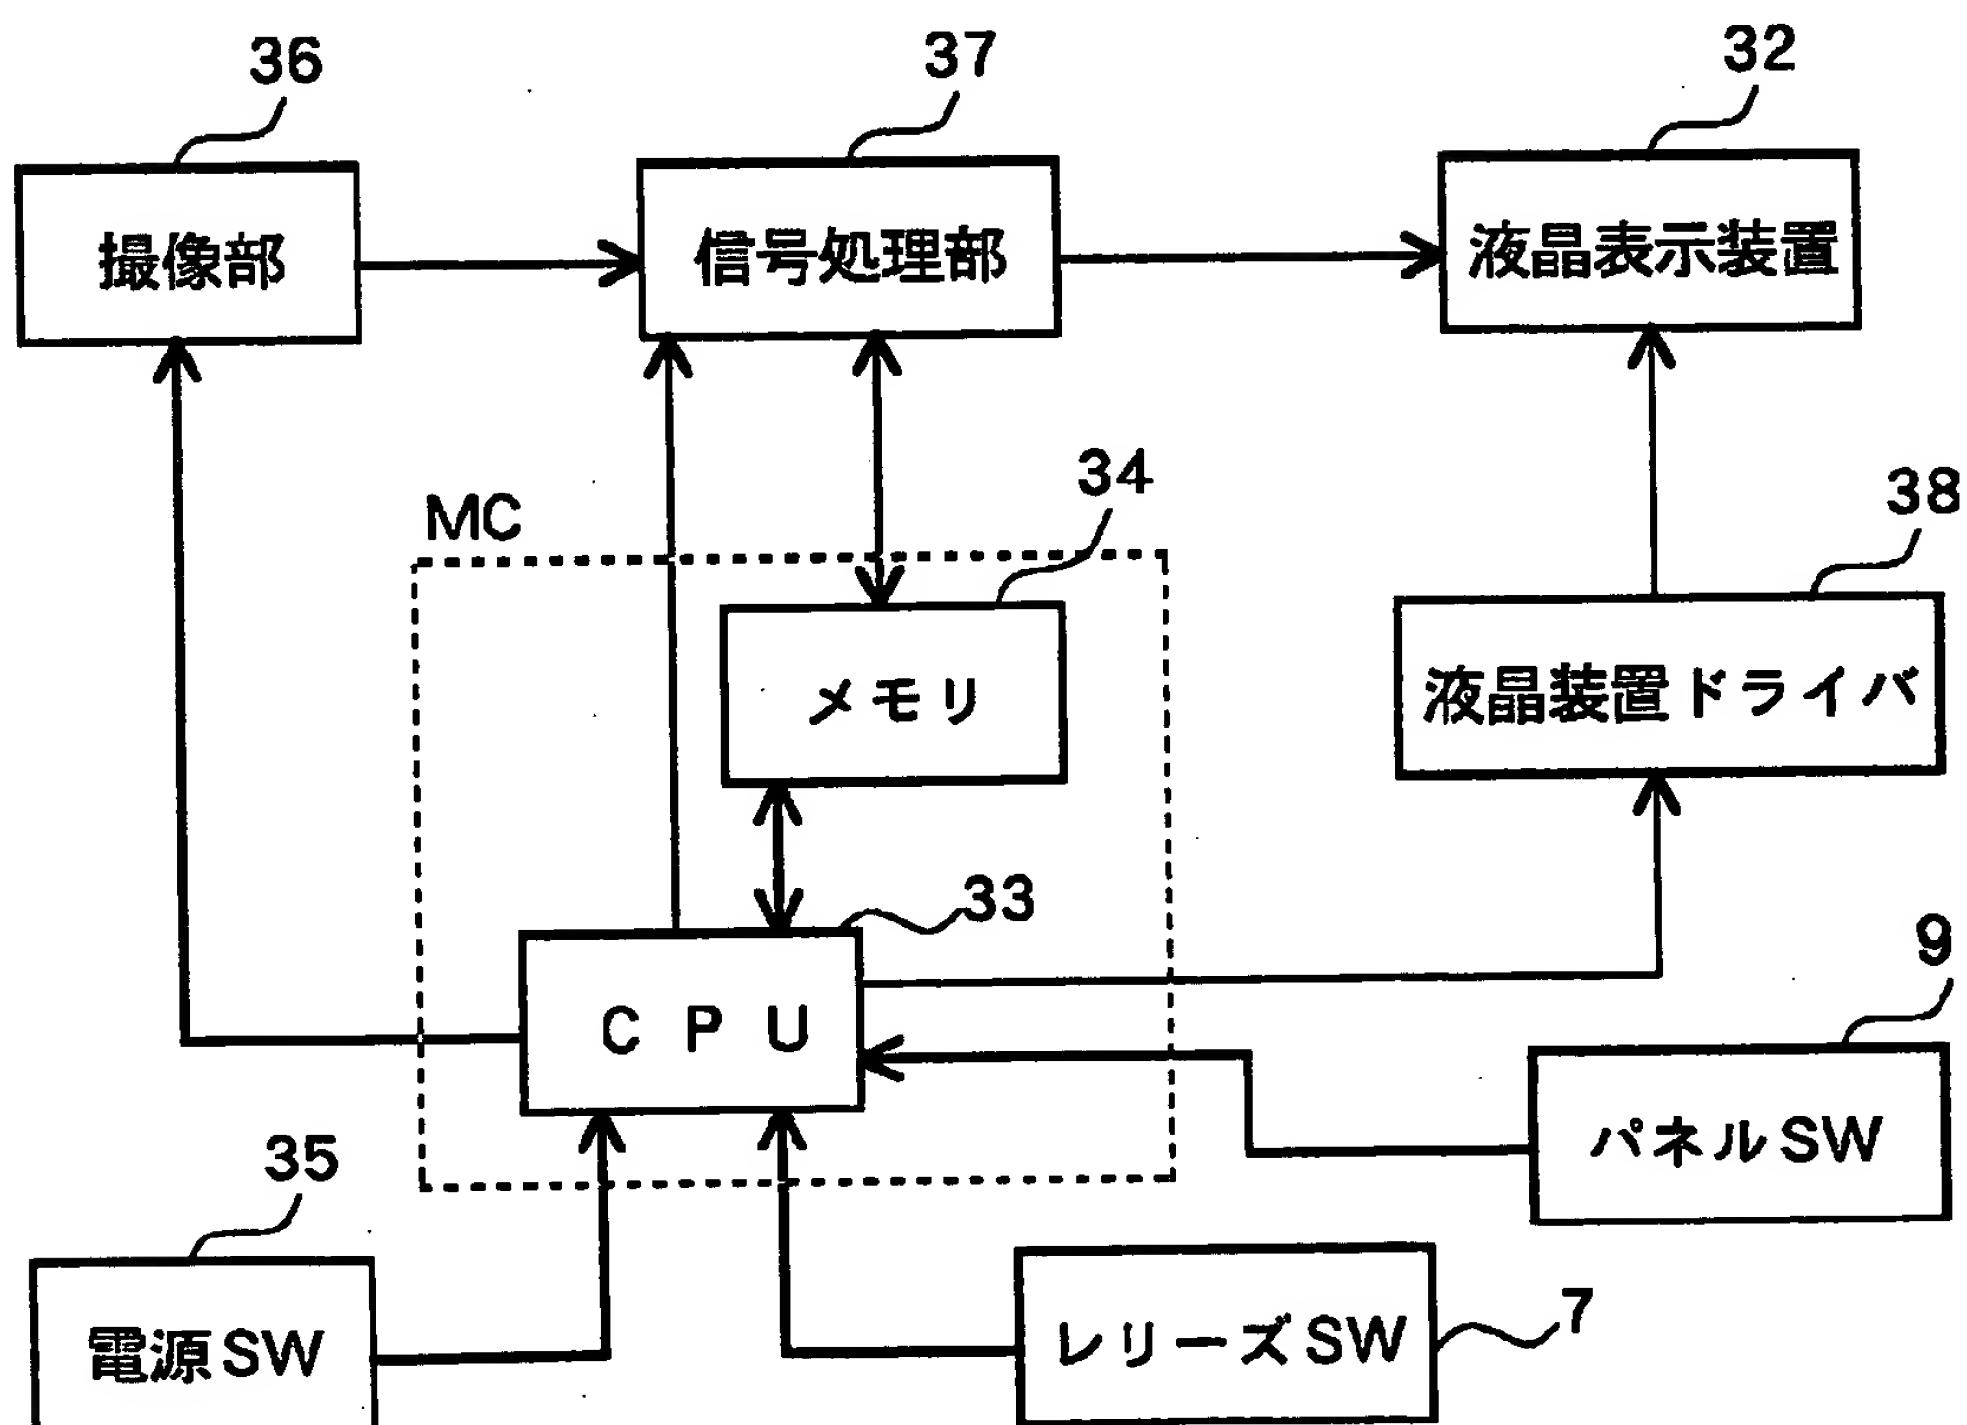 36
37
32
撮像部
信号処理部
液晶表示装置
MC
34
38
メモリ
液晶装置ドライバ
33
9
CPU
パネルSW
35
7
電源SW
レリーズSW